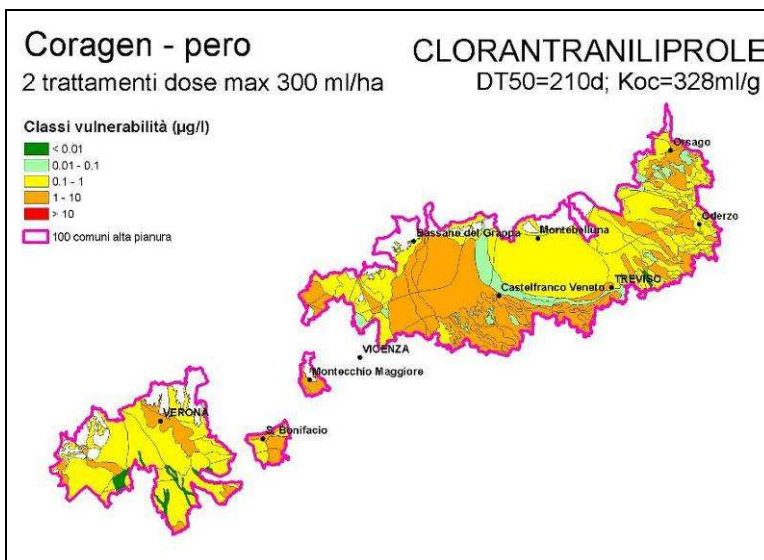 Coragen - pero
2 trattamenti dose max 300 ml/ha
CLORANTRANILIPROLE
DT50=210d; Koc=328ml/g
Classi vulnerabilità (µg/l)
< 0.01
0.01 - 0.1
0.1 - 1
1 - 10
> 10
100 comuni alta pianura
Orsago
Oderzo
Bassano del Grappa
Montebelluna
TREVISO
Castelfranco Veneto
VICENZA
Montecchio Maggiore
VERONA
S. Bonifacio